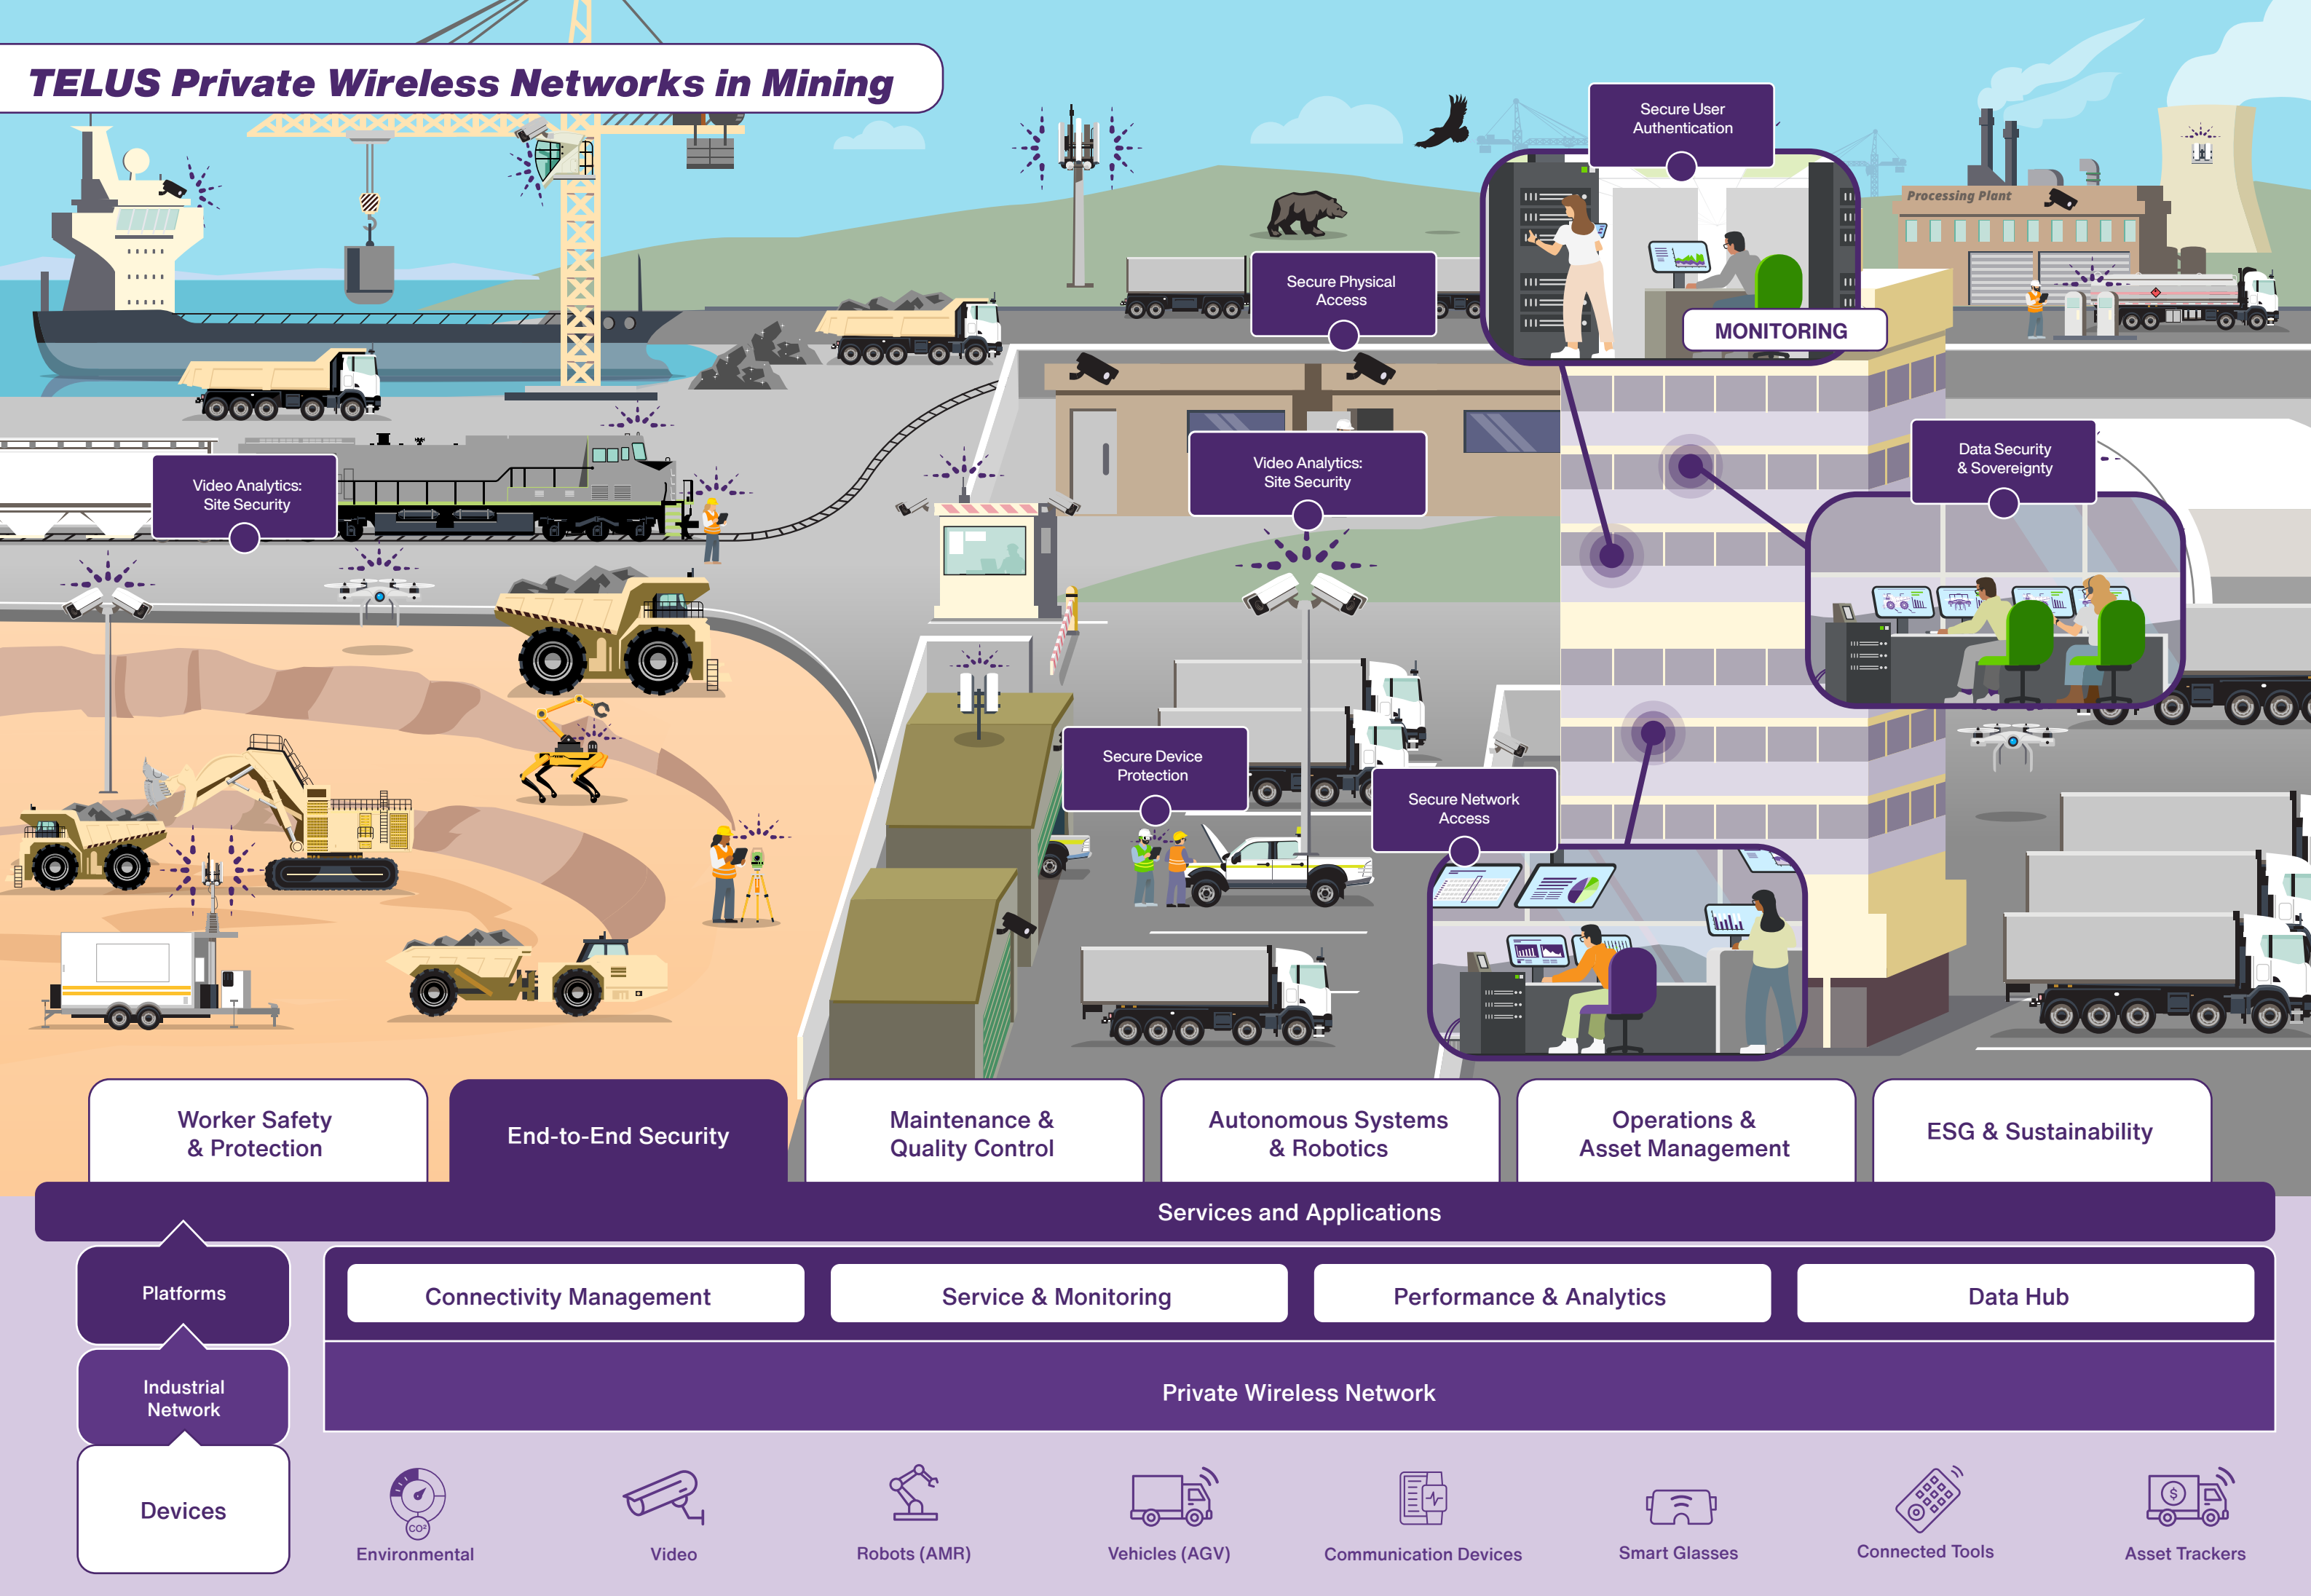 TELUS Private Wireless Networks in Mining
Secure User
Authentication
Processing Plant
Secure Physical
Access
MONITORING
Video Analytics:
Site Security
Video Analytics:
Site Security
Data Security
& Sovereignty
Secure Device
Protection
Secure Network
Access
Worker Safety
& Protection
End-to-End Security
Maintenance &
Quality Control
Autonomous Systems
& Robotics
Operations &
Asset Management
ESG & Sustainability
Services and Applications
Platforms
Connectivity Management
Service & Monitoring
Performance & Analytics
Data Hub
Industrial
Network
Private Wireless Network
Devices
CO²
$
Environmental
Video
Robots (AMR)
Vehicles (AGV)
Communication Devices
Smart Glasses
Connected Tools
Asset Trackers